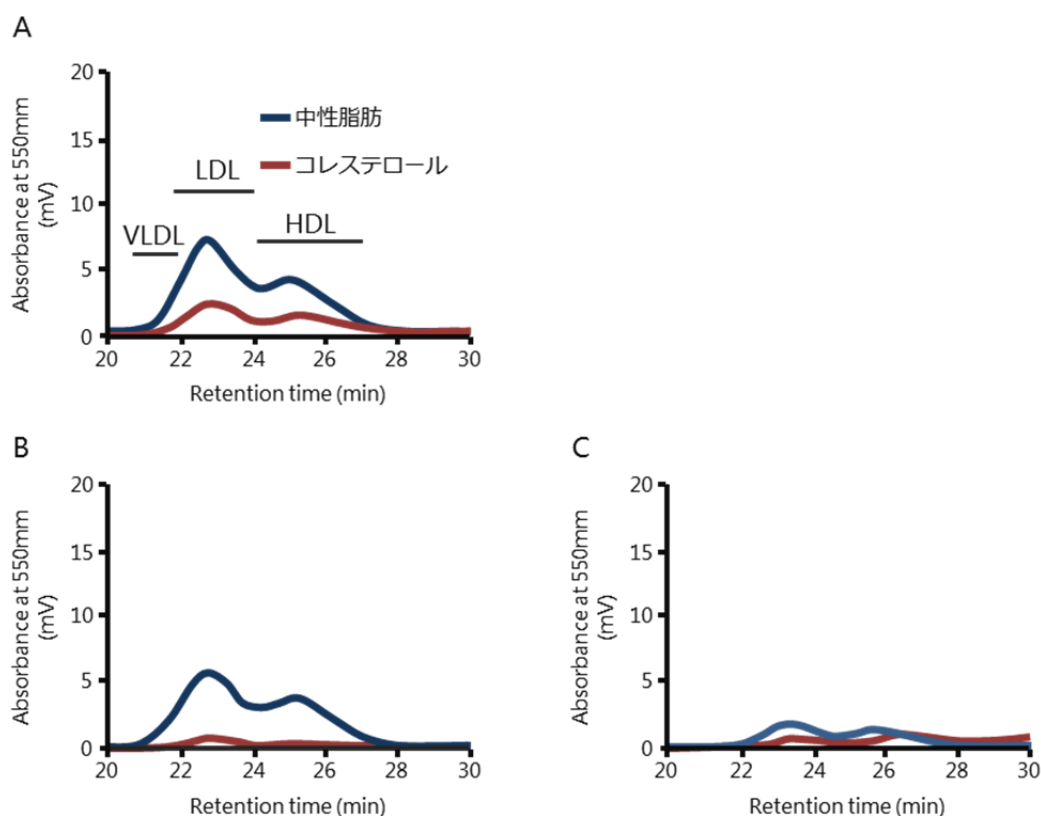 A
20
15
10
5
0
Absorbance at 550mm
(mV)
中性脂肪
コレステロール
LDL
HDL
VLDL
20 22 24 26 28 30
Retention time (min)
B
20
15
10
5
0
Absorbance at 550mm
(mV)
20 22 24 26 28 30
Retention time (min)
C
20
15
10
5
0
Absorbance at 550mm
(mV)
20 22 24 26 28 30
Retention time (min)